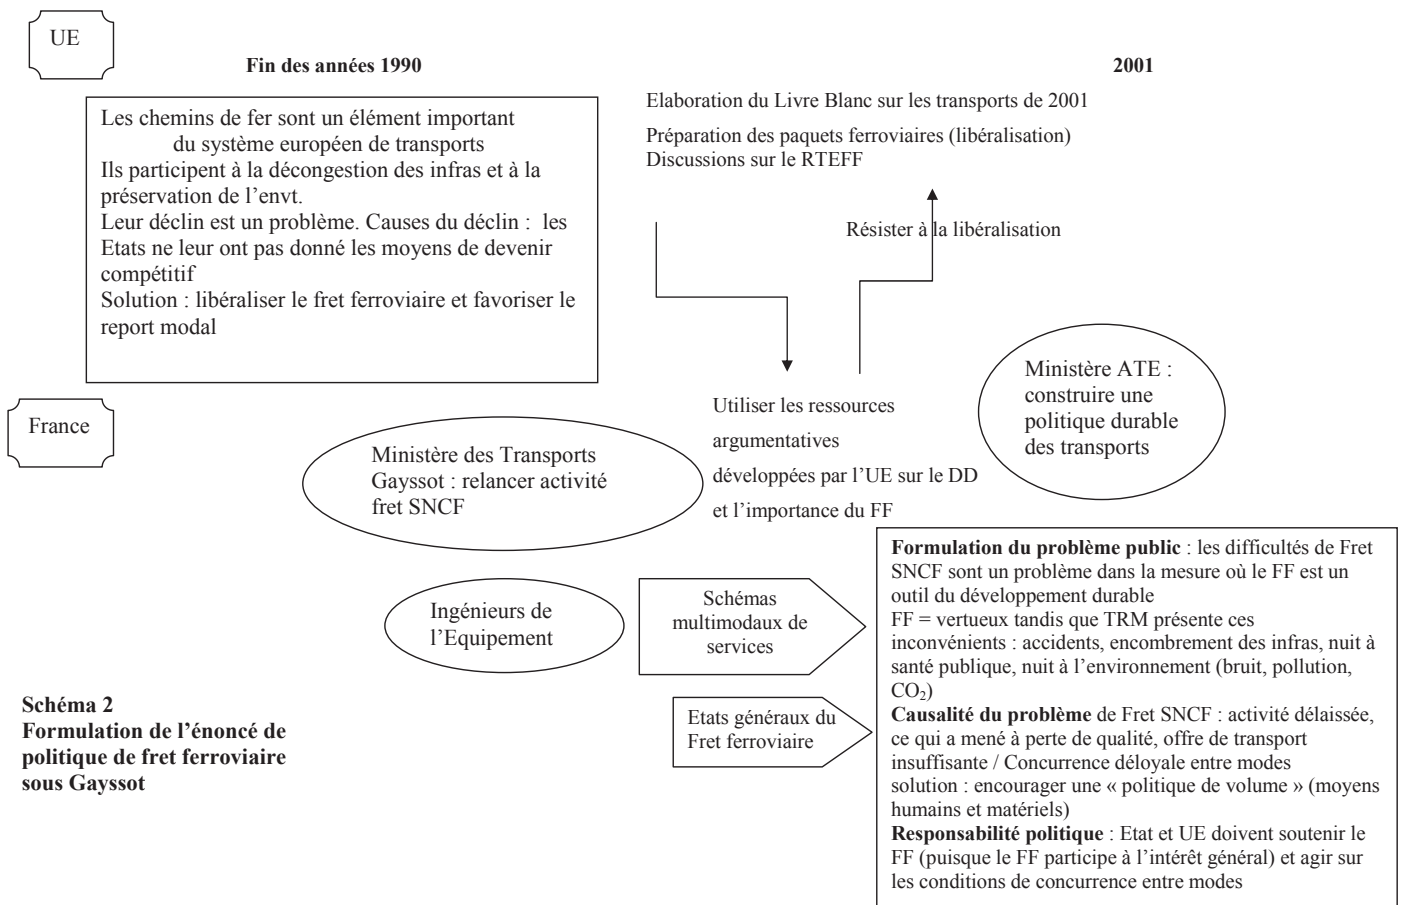 UE
Fin des années 1990
2001
Les chemins de fer sont un élément important
du système européen de transports
Ils participent à la décongestion des infras et à la
préservation de l’envt.
Leur déclin est un problème. Causes du déclin : les
Etats ne leur ont pas donné les moyens de devenir
compétitif
Solution : libéraliser le fret ferroviaire et favoriser le
report modal
Elaboration du Livre Blanc sur les transports de 2001
Préparation des paquets ferroviaires (libéralisation)
Discussions sur le RTEFF
Résister à la libéralisation
France
Ministère des Transports
Gayssot : relancer activité
fret SNCF
Utiliser les ressources
argumentatives
développées par l’UE sur le DD
et l’importance du FF
Ministère ATE :
construire une
politique durable
des transports
Ingénieurs de
l’Equipement
Schémas
multimodaux de
services
Etats généraux du
Fret ferroviaire
Formulation du problème public : les difficultés de Fret
SNCF sont un problème dans la mesure où le FF est un
outil du développement durable
FF = vertueux tandis que TRM présente ces
inconvénients : accidents, encombrement des infras, nuit à
santé publique, nuit à l’environnement (bruit, pollution,
CO₂)
Causalité du problème de Fret SNCF : activité délaissée,
ce qui a mené à perte de qualité, offre de transport
insuffisante / Concurrence déloyale entre modes
solution : encourager une « politique de volume » (moyens
humains et matériels)
Responsabilité politique : Etat et UE doivent soutenir le
FF (puisque le FF participe à l’intérêt général) et agir sur
les conditions de concurrence entre modes
Schéma 2
Formulation de l’énoncé de
politique de fret ferroviaire
sous Gayssot